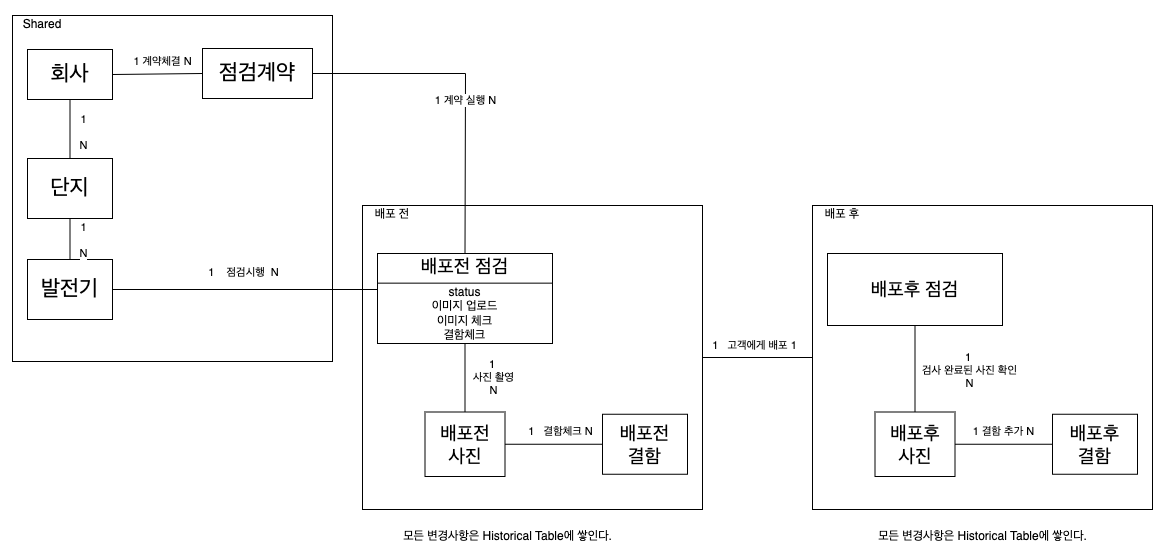 Shared
회사
1 계약체결 N
점검계약
1 계약 실행 N
1
N
단지
1
N
발전기
1 점검시행 N
배포 전
배포전 점검
status
이미지 업로드
이미지 체크
결함체크
1
사진 촬영
N
배포전
사진
1 결함체크 N
배포전
결함
1 고객에게 배포 1
배포 후
배포후 점검
1
검사 완료된 사진 확인
N
배포후
사진
1 결함 추가 N
배포후
결함
모든 변경사항은 Historical Table에 쌓인다.
모든 변경사항은 Historical Table에 쌓인다.